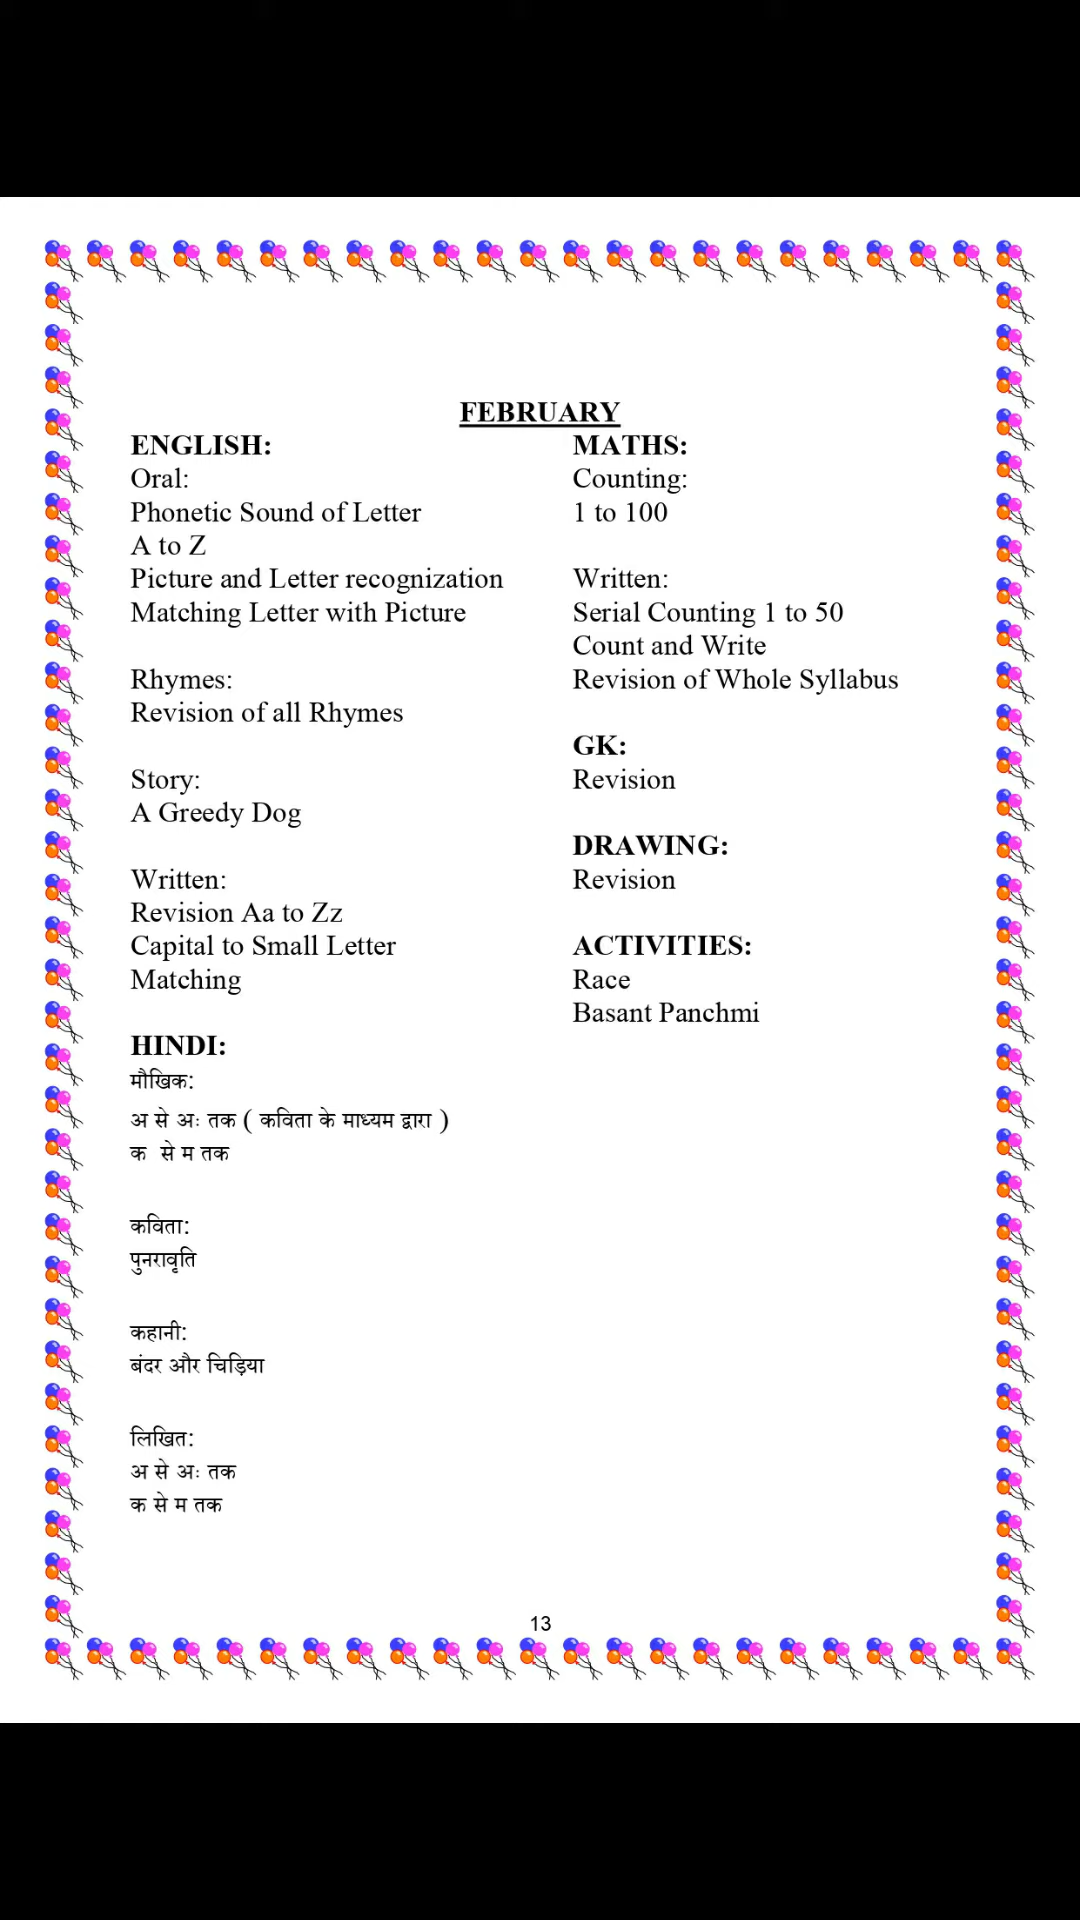 FEBRUARY
ENGLISH:
Oral:
Phonetic Sound of Letter
A to Z
Picture and Letter recognization
Matching Letter with Picture
Rhymes:
Revision of all Rhymes
Story:
A Greedy Dog
Written:
Revision Aa to Zz
Capital to Small Letter
Matching
HINDI:
मौखिक:
अ से अः तक ( कविता के माध्यम द्वारा )
क से म तक
कविता:
पुनरावृति
कहानी:
बंदर और चिड़िया
लिखित:
अ से अः तक
क से म तक
MATHS:
Counting:
1 to 100
Written:
Serial Counting 1 to 50
Count and Write
Revision of Whole Syllabus
GK:
Revision
DRAWING:
Revision
ACTIVITIES:
Race
Basant Panchmi
13